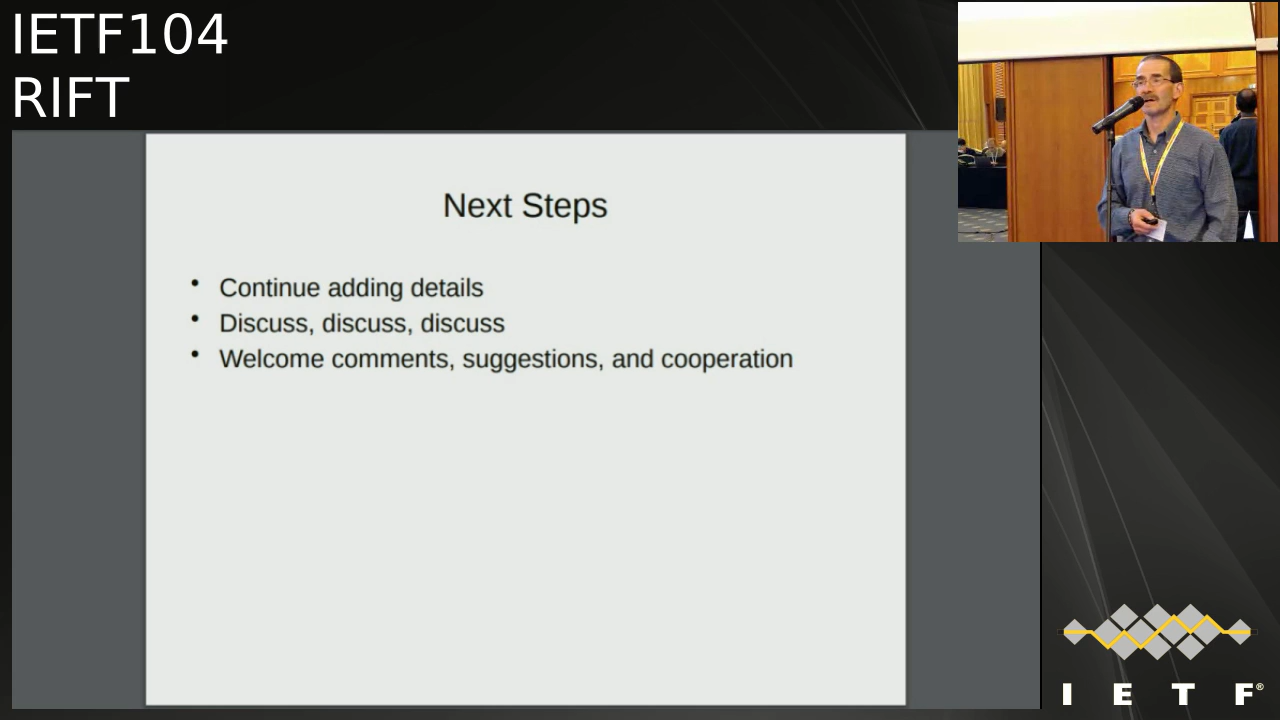 IETF104
RIFT
Next Steps
• Continue adding details
• Discuss, discuss, discuss
• Welcome comments, suggestions, and cooperation
I E T F®